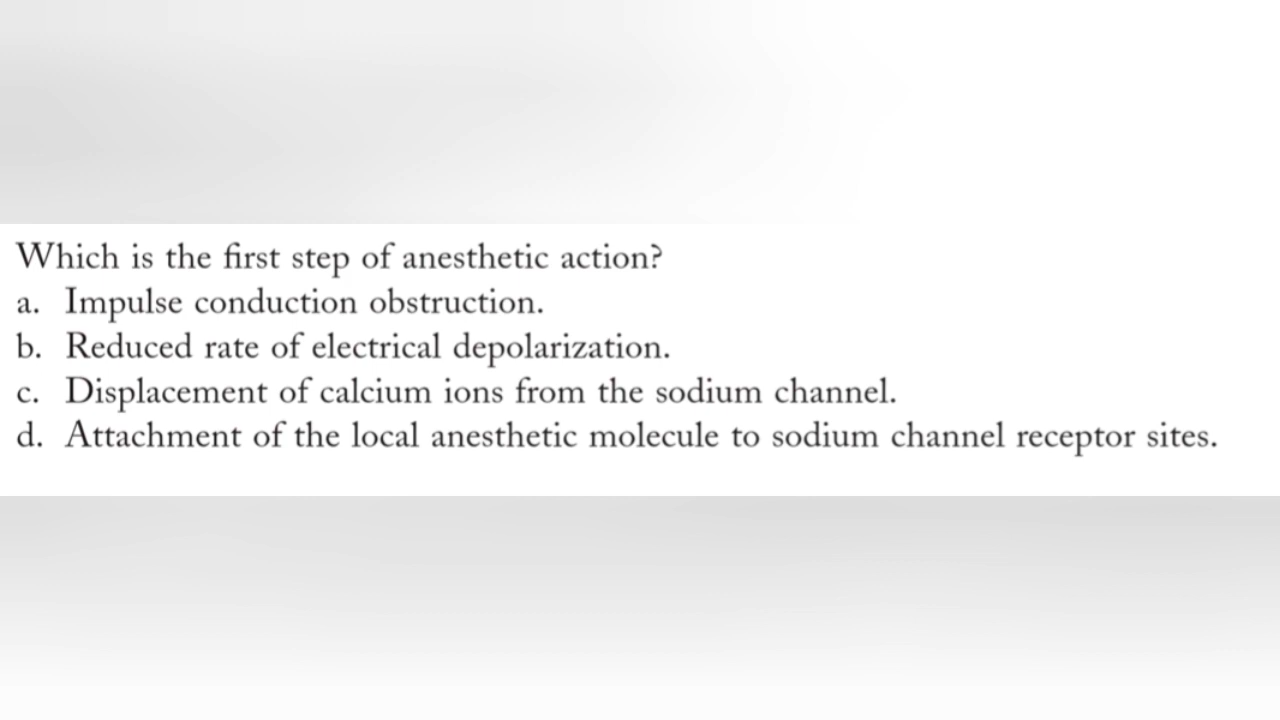 Which is the first step of anesthetic action?
a. Impulse conduction obstruction.
b. Reduced rate of electrical depolarization.
c. Displacement of calcium ions from the sodium channel.
d. Attachment of the local anesthetic molecule to sodium channel receptor sites.